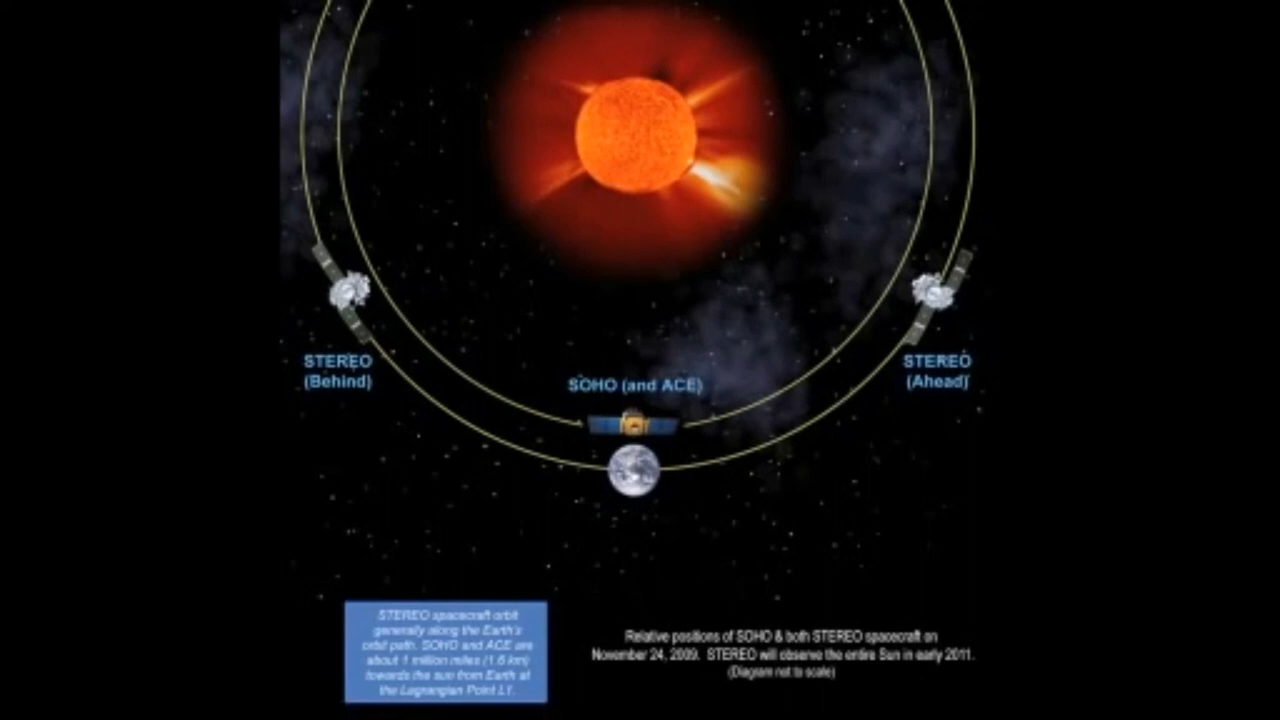 STEREO
(Behind)
STEREO
(Ahead)
SOHO (and ACE)
STEREO spacecraft orbit
generally along the Earth's
orbit path. SOHO and ACE are
about 1 million miles (1.6 km)
towards the sun from Earth at
the Lagrangian Point L1.
Relative positions of SOHO & both STEREO spacecraft on
November 24, 2009. STEREO will observe the entire Sun in early 2011.
(Diagram not to scale)